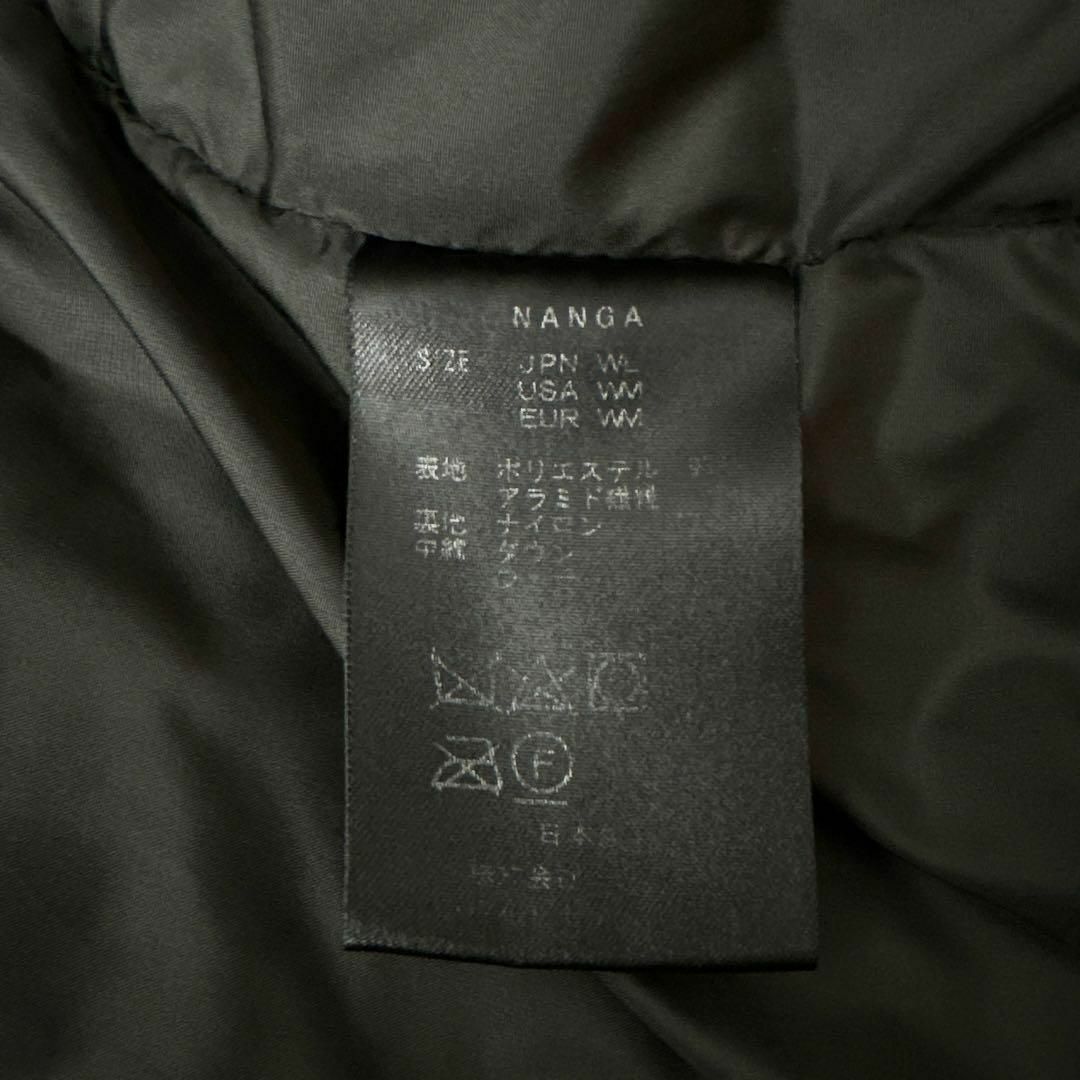 NANGA
SIZE JPN WL
USA WM
EUR WM
表地 ポリエステル 9
アラミド繊維
裏地 ナイロン
中綿 ダウン
F
日本